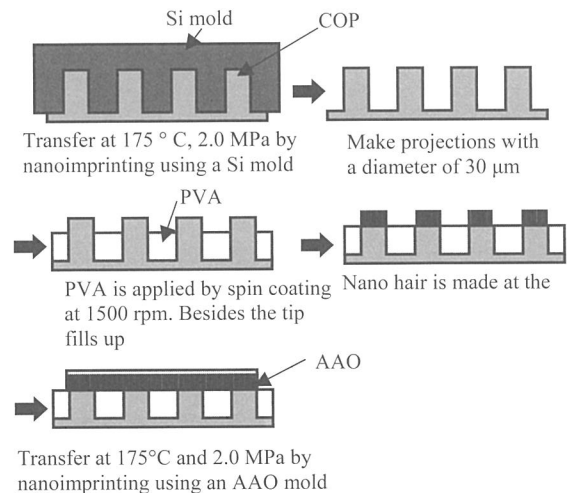 Si mold
COP
Transfer at 175 ° C, 2.0 MPa by
nanoimprinting using a Si mold
Make projections with
a diameter of 30 μm
PVA
PVA is applied by spin coating
at 1500 rpm. Besides the tip
fills up
Nano hair is made at the
AAO
Transfer at 175°C and 2.0 MPa by
nanoimprinting using an AAO mold